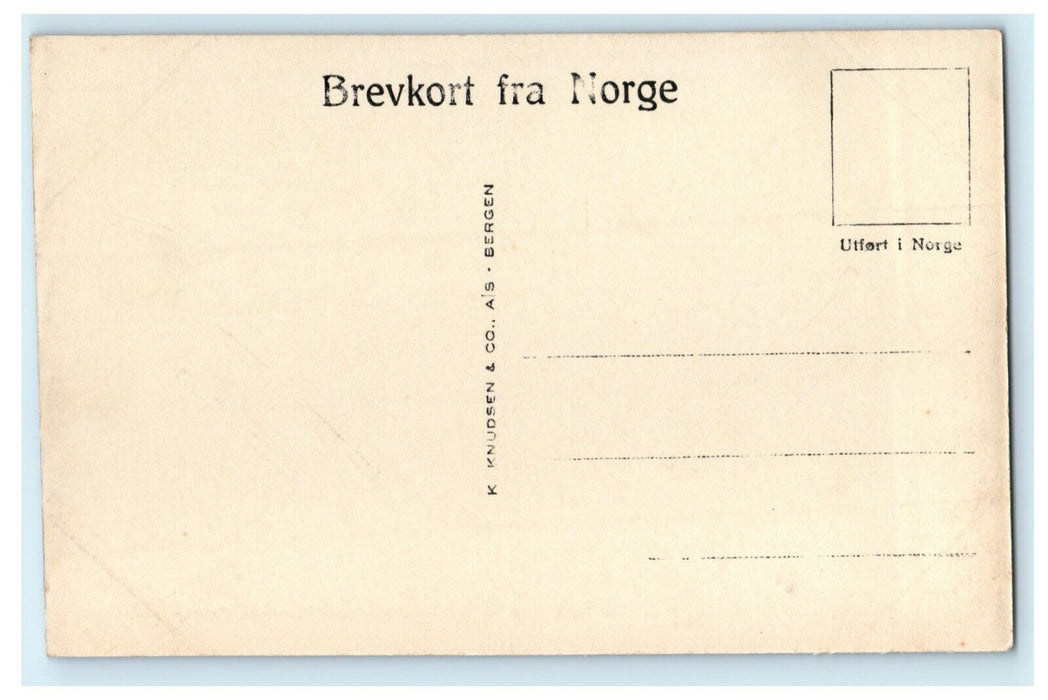 Brevkort fra Norge
K KNUDSEN & CO., A/S · BERGEN
Utført i Norge